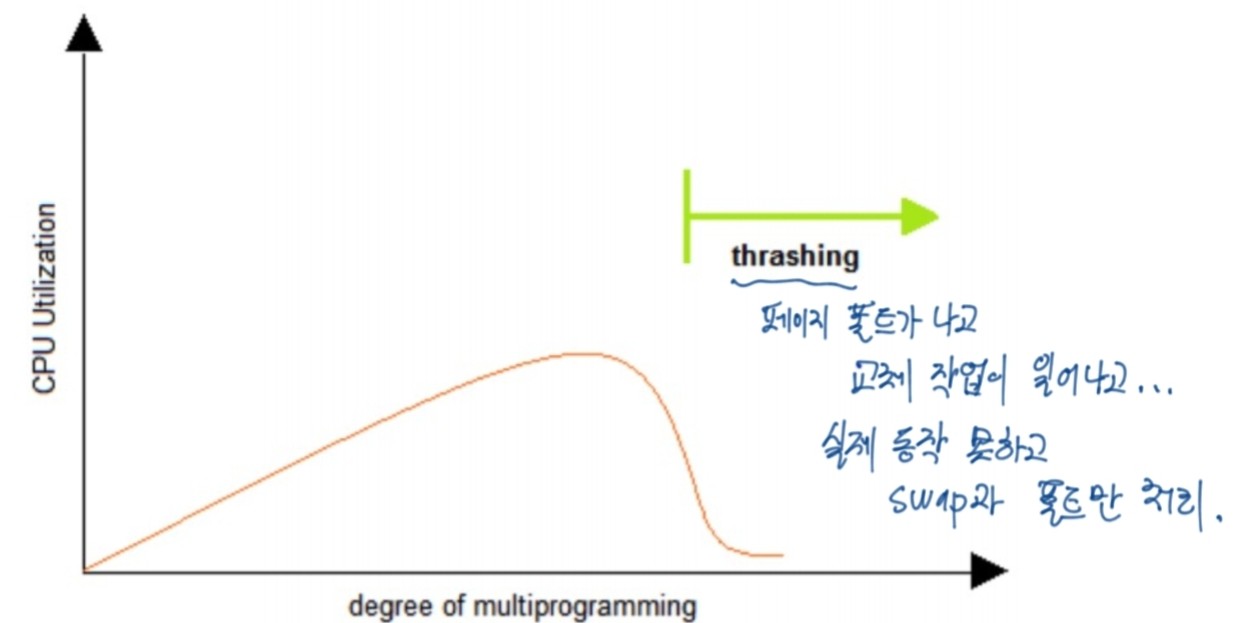 CPU Utilization
thrashing
페이지 폴트가 나고
교체 작업이 일어나고...
실제 동작 못하고
swap과 폴트만 처리.
degree of multiprogramming